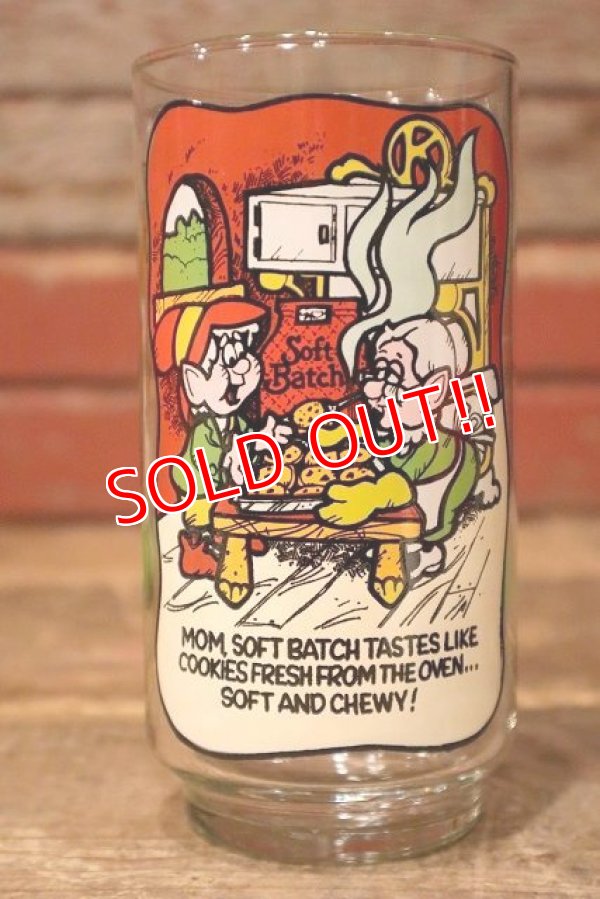 Soft
Batch
SOLD OUT!!
MOM, SOFT BATCH TASTES LIKE
COOKIES FRESH FROM THE OVEN...
SOFT AND CHEWY!